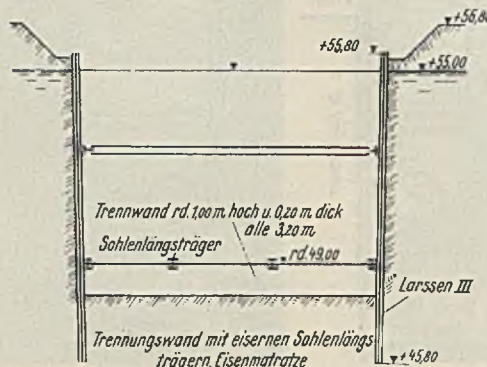 +56,80
+55,80
+55,00
Trennwand rd. 1,00 m hoch u. 0,20 m dick
alle 3,20 m
Sohlenlängsträger
rd. 49,00
Larssen III
Trennungswand mit eisernen Sohlenlängs
trägern, Eisenmatratze
+45,80